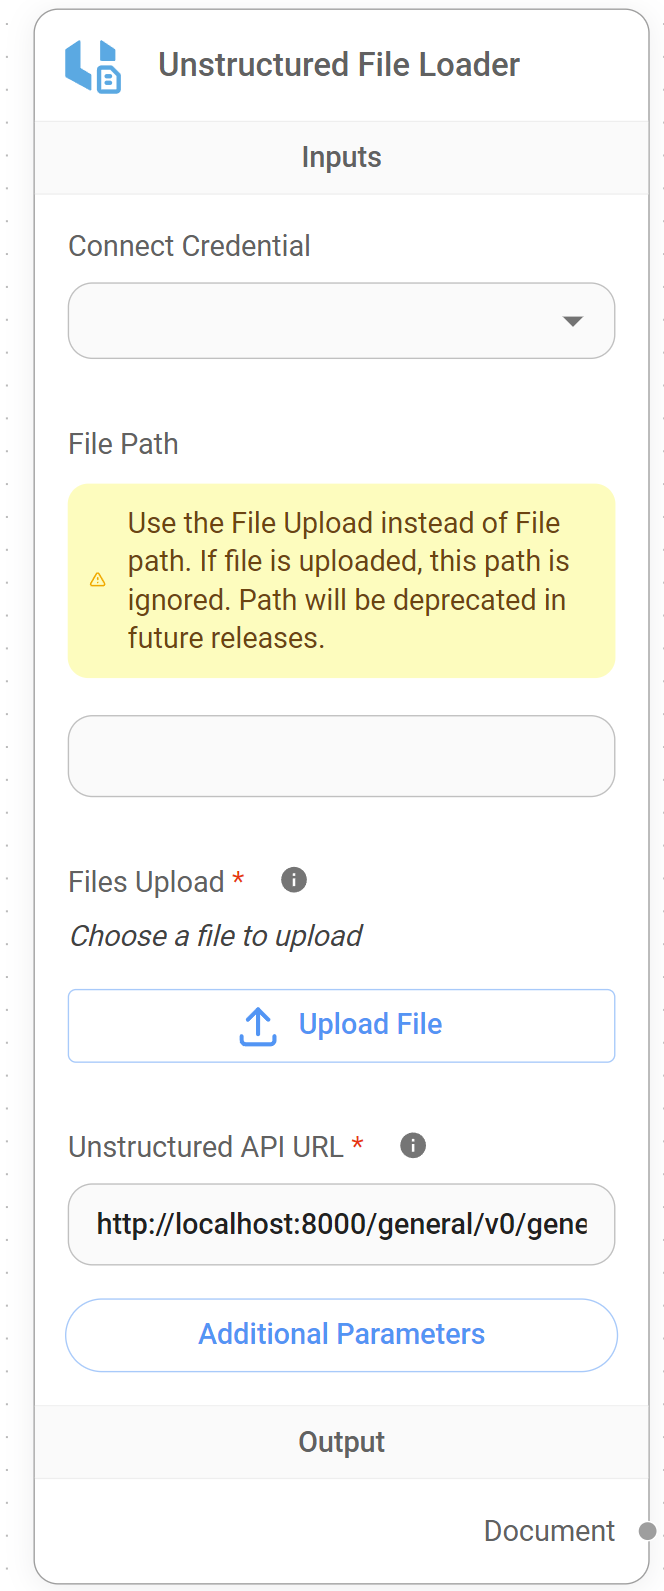 Unstructured File Loader
Inputs
Connect Credential
File Path
Use the File Upload instead of File
path. If file is uploaded, this path is
ignored. Path will be deprecated in
future releases.
Files Upload *
Choose a file to upload
Upload File
Unstructured API URL *
http://localhost:8000/general/v0/gene
Additional Parameters
Output
Document